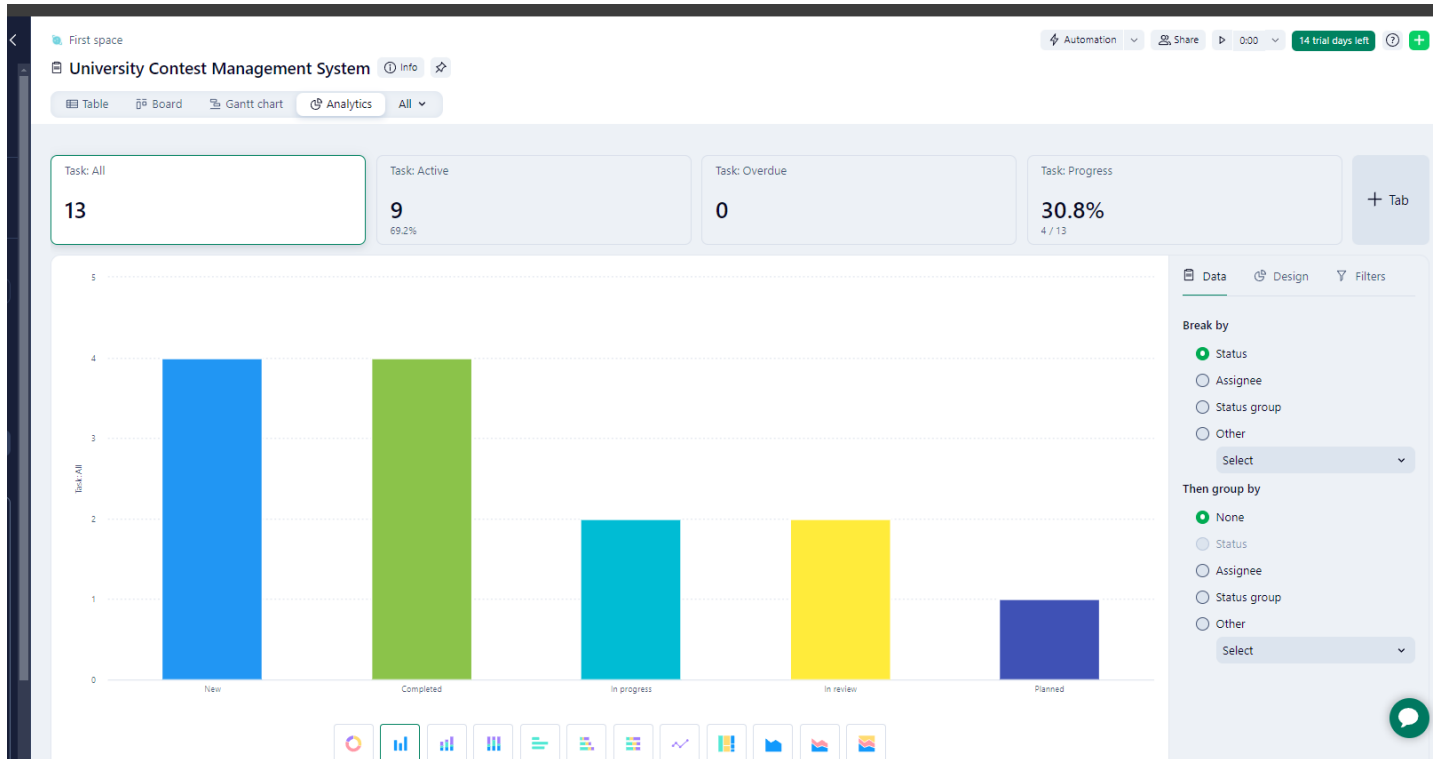 First space
Automation
Share
0:00
14 trial days left
University Contest Management System
Info
Table
Board
Gantt chart
Analytics
All
Task: All
13
Task: Active
9
69.2%
Task: Overdue
0
Task: Progress
30.8%
4 / 13
+ Tab
Data
Design
Filters
Break by
Status
Assignee
Status group
Other
Select
Then group by
None
Status
Assignee
Status group
Other
Select
Task: All
5
4
3
2
1
0
New
Completed
In progress
In review
Planned